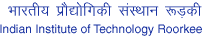 भारतीय प्रौद्योगिकी संस्थान रूड़की
Indian Institute of Technology Roorkee